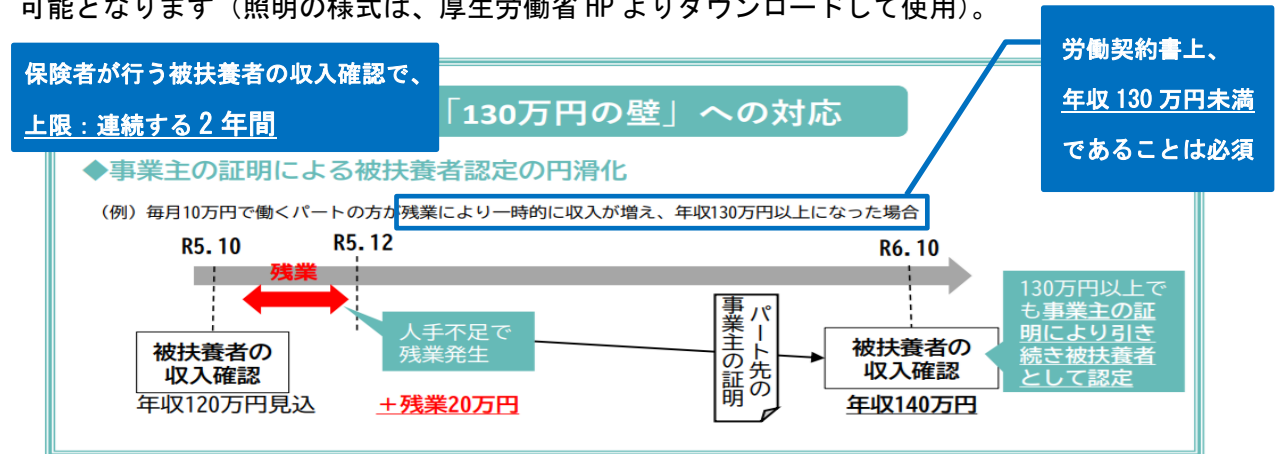 可能となります（照明の様式は、厚生労働省 HP よりダウンロードして使用）。
保険者が行う被扶養者の収入確認で、
上限：連続する 2 年間
労働契約書上、
年収 130 万円未満
であることは必須
「130万円の壁」への対応
◆事業主の証明による被扶養者認定の円滑化
（例）毎月10万円で働くパートの方が残業により一時的に収入が増え、年収130万円以上になった場合
R5.10
R5.12
R6.10
残業
人手不足で
残業発生
パート先の
事業主の証明
130万円以上で
も事業主の証
明により引き
続き被扶養者
として認定
被扶養者の
収入確認
年収120万円見込
＋残業20万円
被扶養者の
収入確認
年収140万円